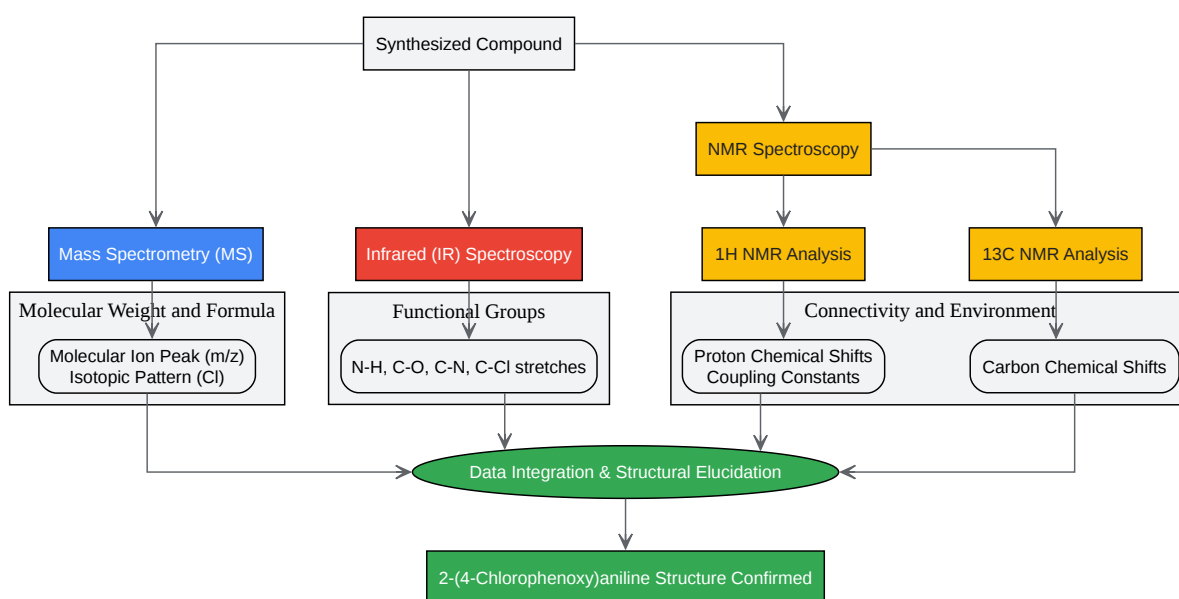 Synthesized Compound
NMR Spectroscopy
Mass Spectrometry (MS)
Infrared (IR) Spectroscopy
1H NMR Analysis
13C NMR Analysis
Molecular Weight and Formula
Functional Groups
Connectivity and Environment
Molecular Ion Peak (m/z)
Isotopic Pattern (Cl)
N-H, C-O, C-N, C-Cl stretches
Proton Chemical Shifts
Coupling Constants
Carbon Chemical Shifts
Data Integration & Structural Elucidation
2-(4-Chlorophenoxy)aniline Structure Confirmed